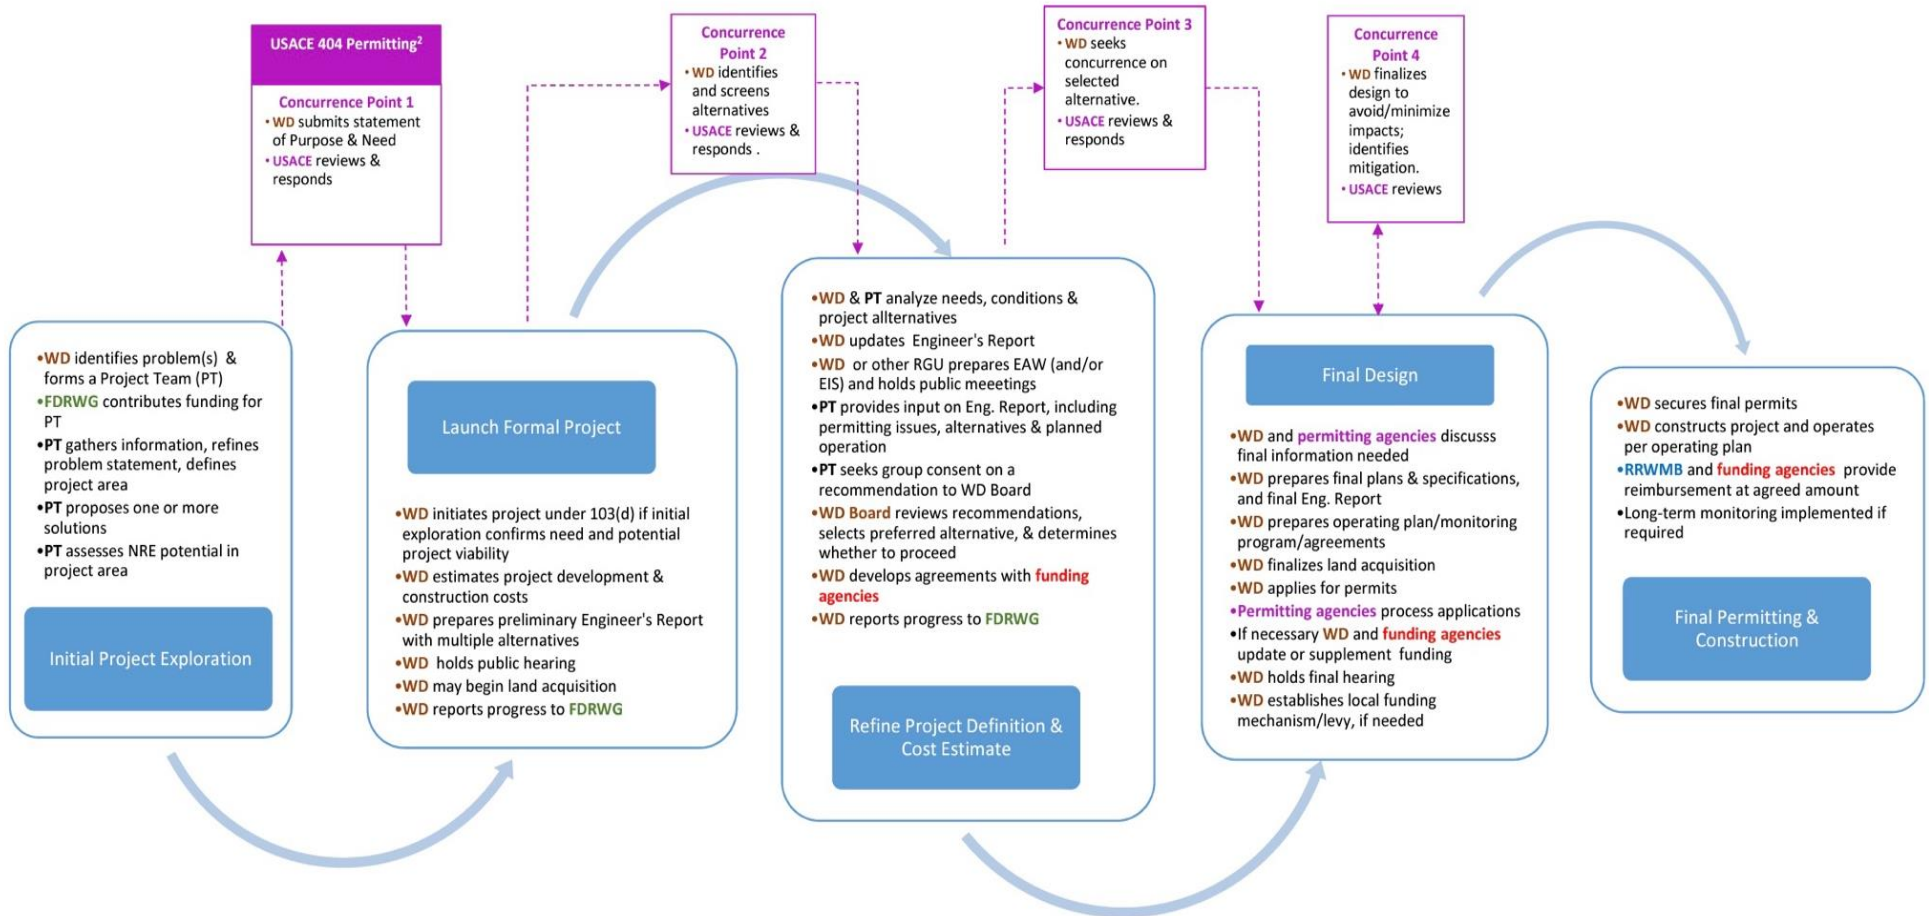 USACE 404 Permitting²
Concurrence Point 1
• WD submits statement
of Purpose & Need
• USACE reviews &
responds
Concurrence
Point 2
• WD identifies
and screens
alternatives
• USACE reviews &
responds .
Concurrence Point 3
• WD seeks
concurrence on
selected
alternative.
• USACE reviews &
responds
Concurrence
Point 4
• WD finalizes
design to
avoid/minimize
impacts;
identifies
mitigation.
• USACE reviews
•WD identifies problem(s) &
forms a Project Team (PT)
•FDRWG contributes funding for
PT
•PT gathers information, refines
problem statement, defines
project area
•PT proposes one or more
solutions
•PT assesses NRE potential in
project area
Initial Project Exploration
Launch Formal Project
•WD initiates project under 103(d) if initial
exploration confirms need and potential
project viability
•WD estimates project development &
construction costs
•WD prepares preliminary Engineer's Report
with multiple alternatives
•WD holds public hearing
•WD may begin land acquisition
•WD reports progress to FDRWG
•WD & PT analyze needs, conditions &
project allternatives
•WD updates Engineer's Report
•WD or other RGU prepares EAW (and/or
EIS) and holds public meeetings
•PT provides input on Eng. Report, including
permitting issues, alternatives & planned
operation
•PT seeks group consent on a
recommendation to WD Board
•WD Board reviews recommendations,
selects preferred alternative, & determines
whether to proceed
•WD develops agreements with funding
agencies
•WD reports progress to FDRWG
Refine Project Definition &
Cost Estimate
Final Design
•WD and permitting agencies discusss
final information needed
•WD prepares final plans & specifications,
and final Eng. Report
•WD prepares operating plan/monitoring
program/agreements
•WD finalizes land acquisition
•WD applies for permits
•Permitting agencies process applications
•If necessary WD and funding agencies
update or supplement funding
•WD holds final hearing
•WD establishes local funding
mechanism/levy, if needed
•WD secures final permits
•WD constructs project and operates
per operating plan
•RRWMB and funding agencies provide
reimbursement at agreed amount
•Long-term monitoring implemented if
required
Final Permitting &
Construction